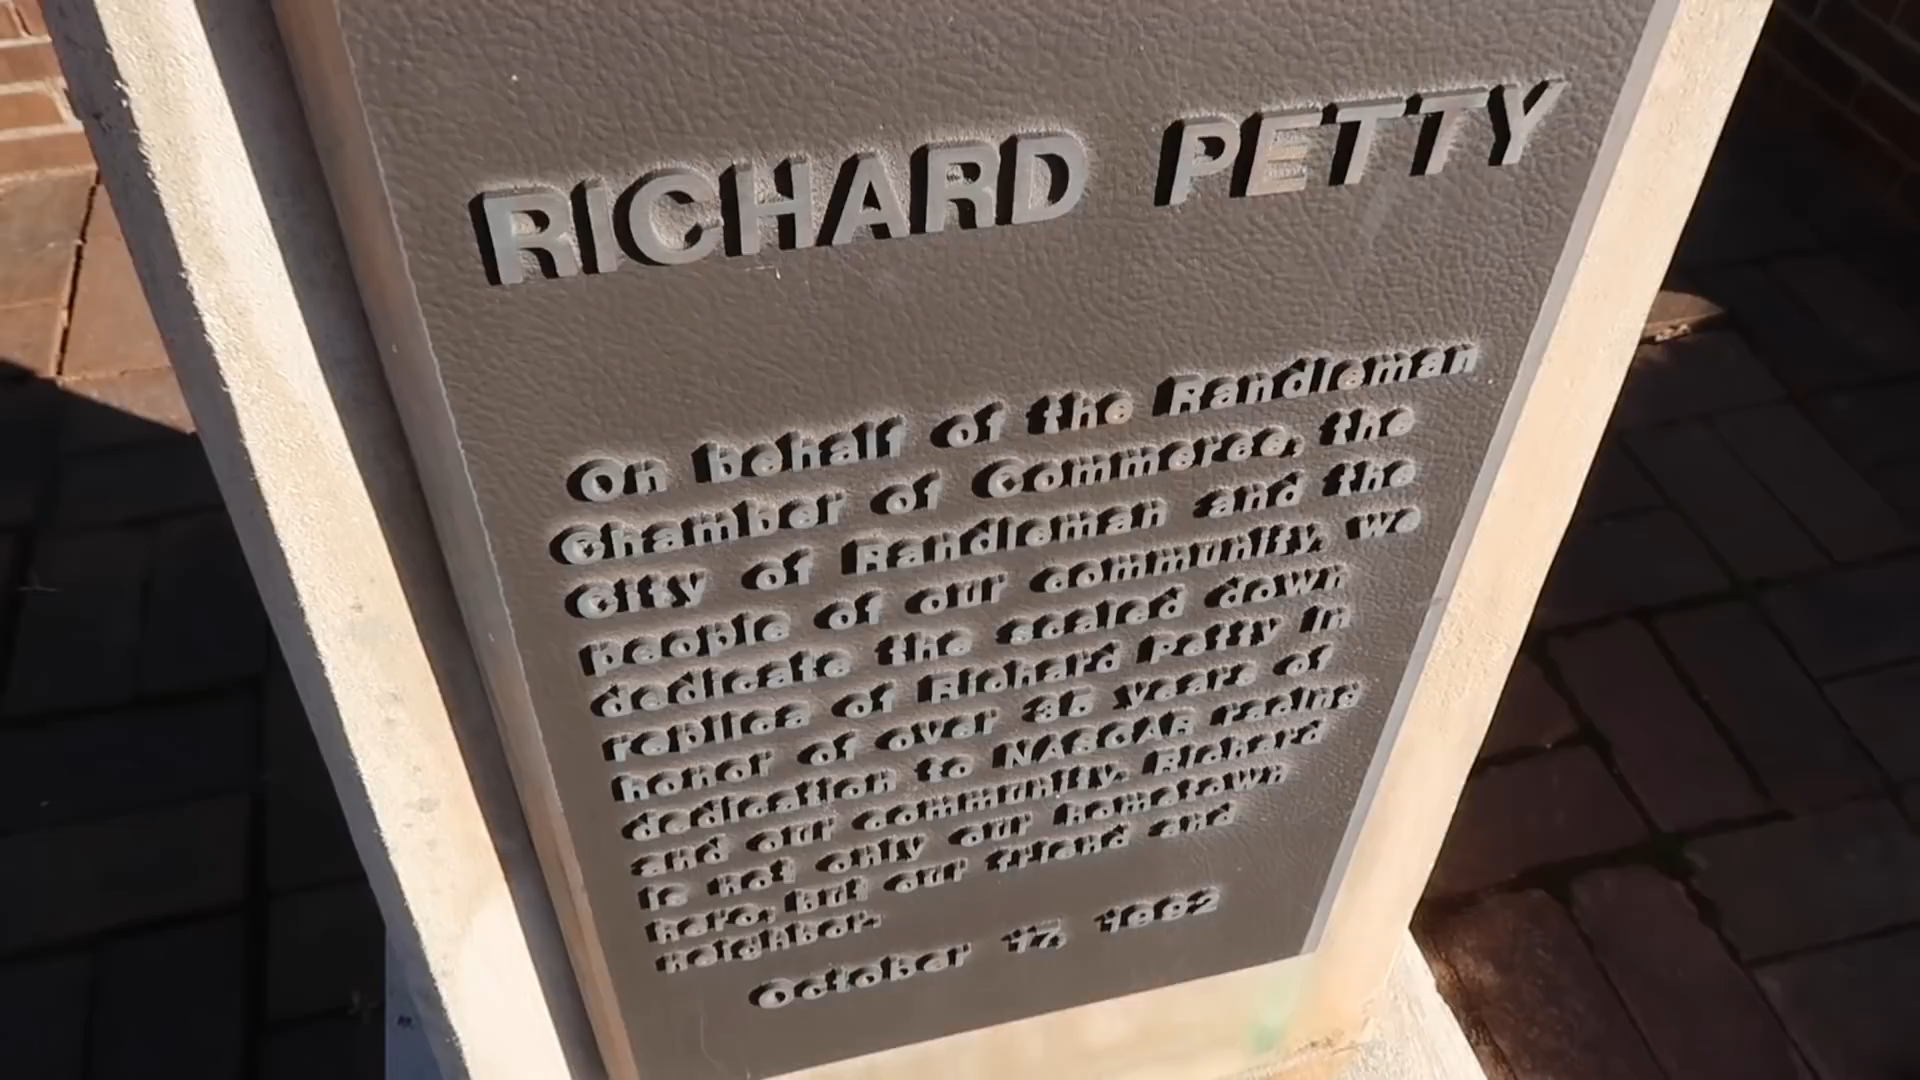 RICHARD PETTY
On behalf of the Randleman
Chamber of Commerce, the
City of Randleman and the
people of our community, we
dedicate the scaled down
replica of Richard Petty in
honor of over 35 years of
dedication to NASCAR racing
and our community. Richard
is not only our hometown
hero, but our friend and
neighbor.
October 17, 1992